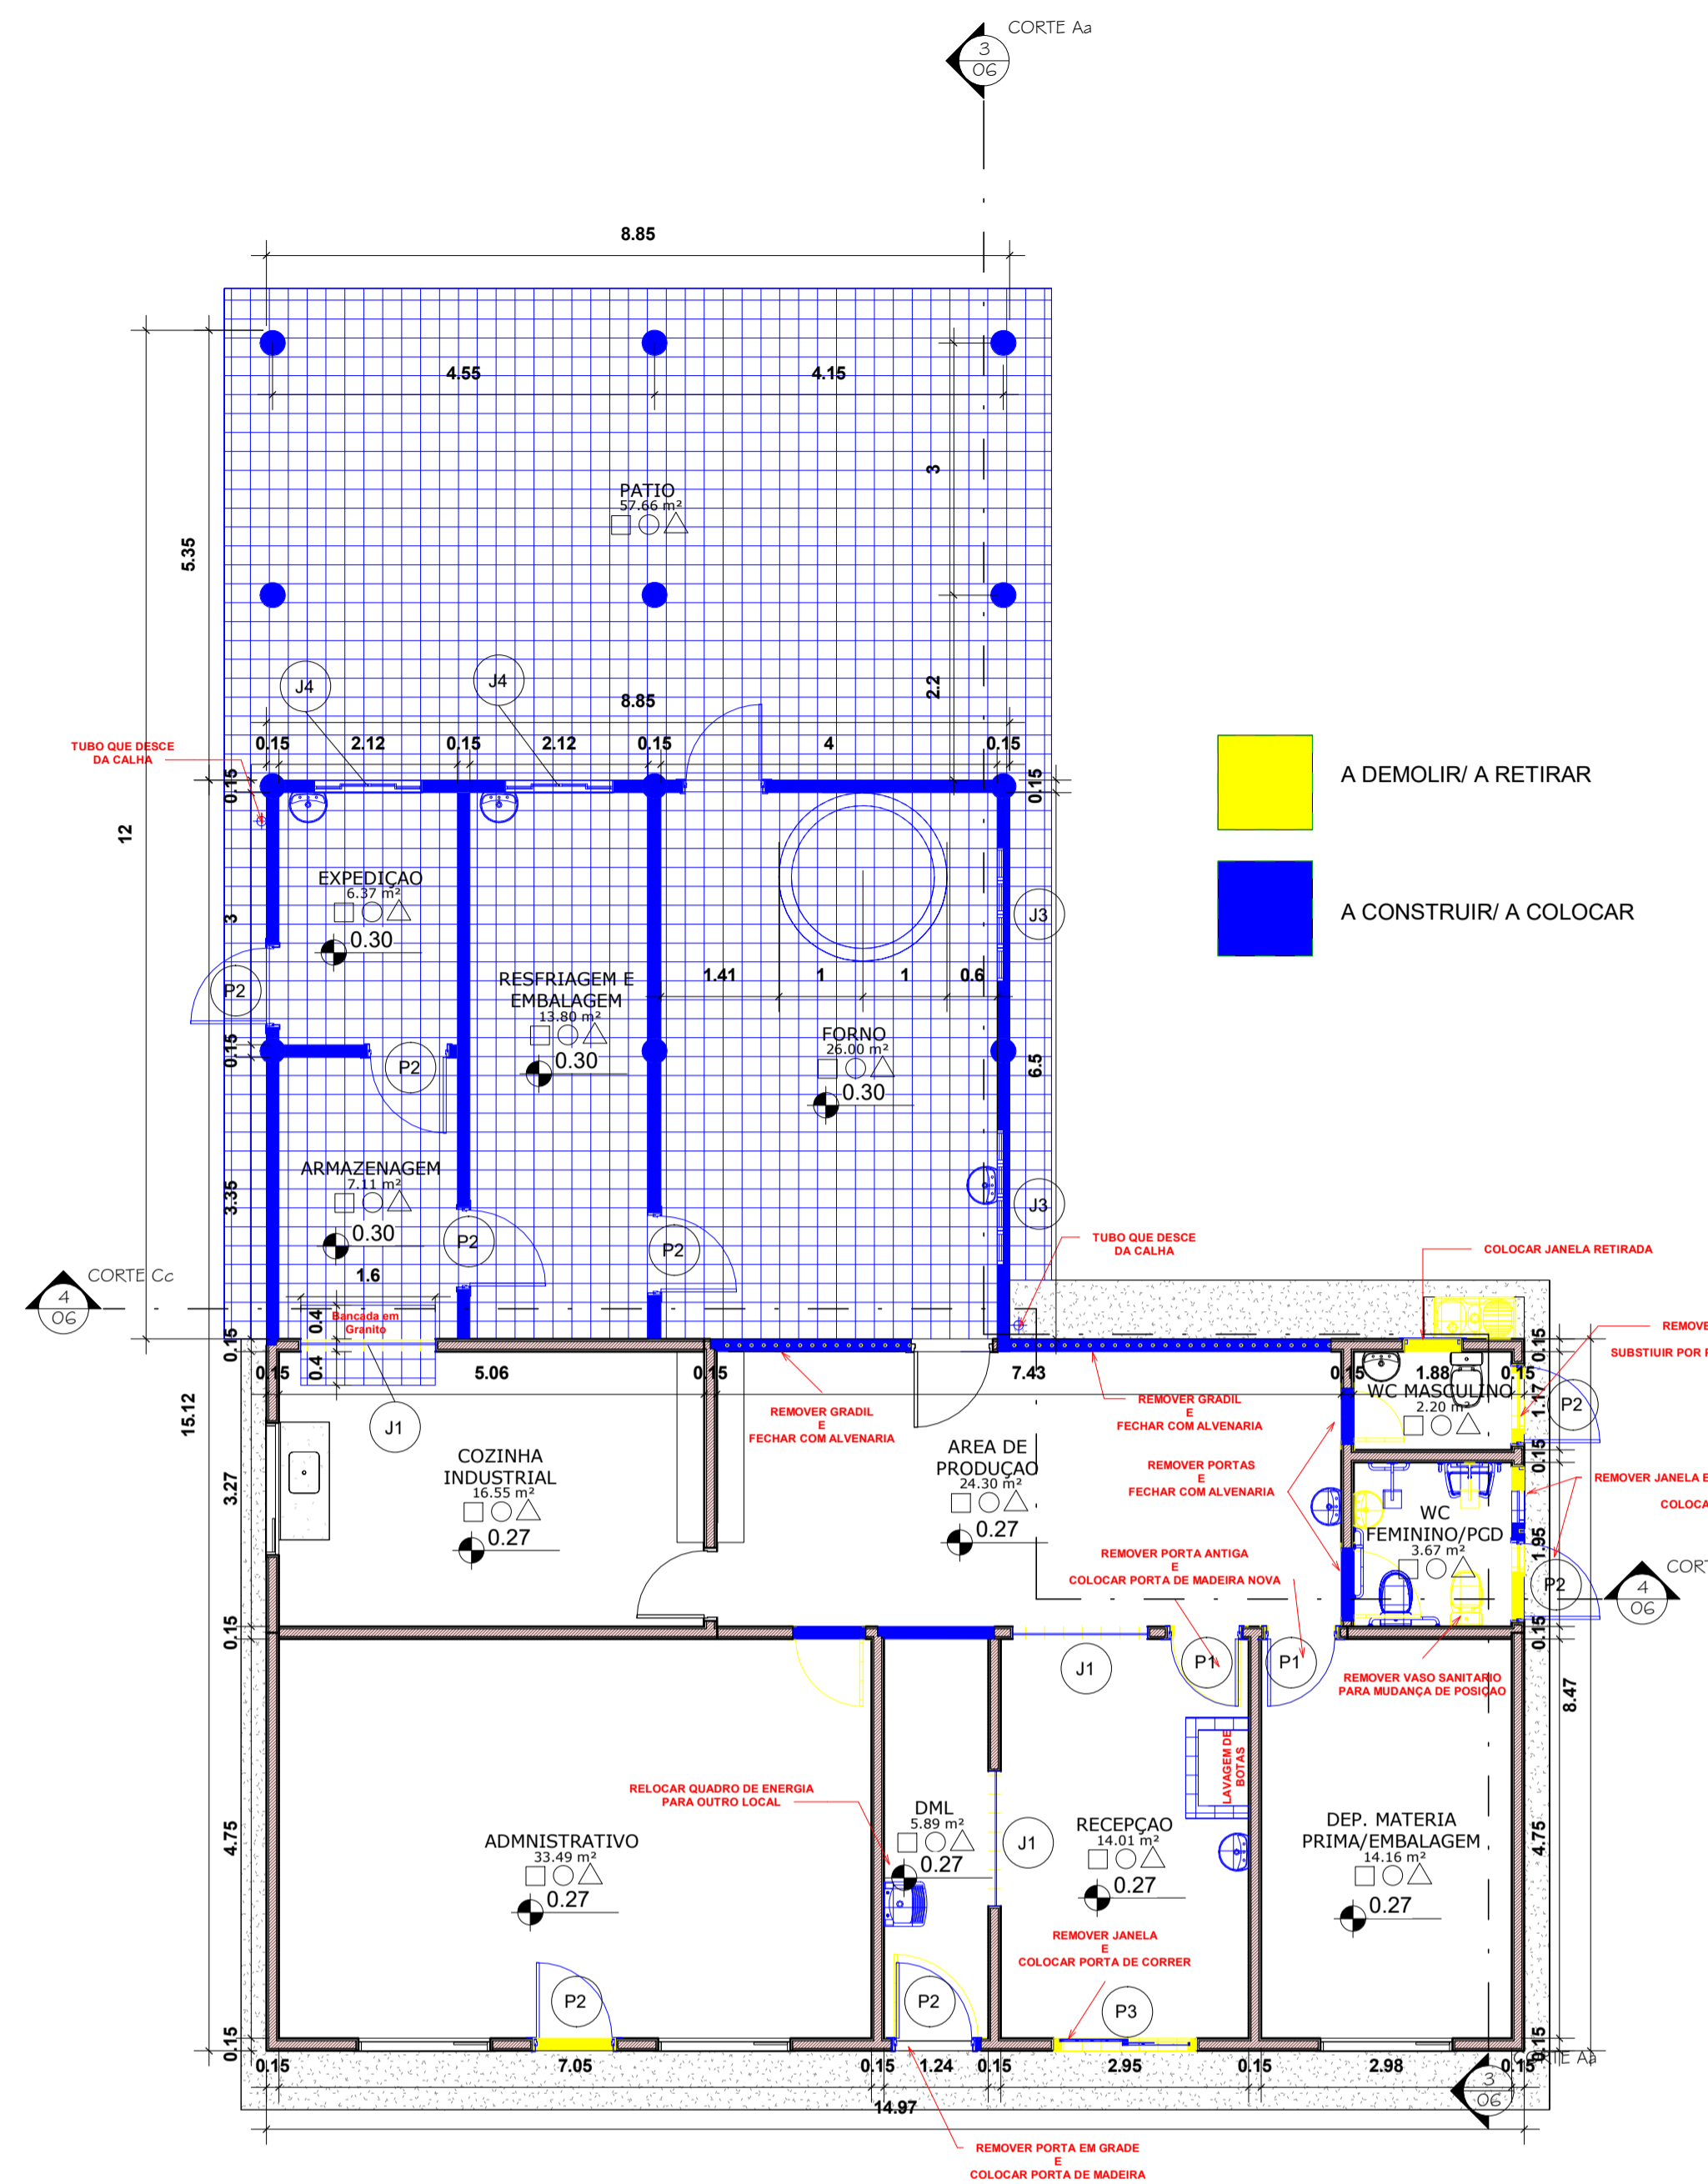 CORTE Aa
3
06
8.85
4.55
4.15
3
PATIO
57.66 m²
5.35
12
2.2
J4
J4
8.85
0.15
2.12
0.15
2.12
0.15
4
0.15
TUBO QUE DESCE
DA CALHA
0.15
0.15
A DEMOLIR/ A RETIRAR
A CONSTRUIR/ A COLOCAR
EXPEDIÇAO
6.37 m²
0.30
3
P2
RESFRIAGEM E
EMBALAGEM
13.80 m²
0.30
1.41
1
1
0.6
J3
FORNO
26.00 m²
0.30
6.5
0.15
P2
ARMAZENAGEM
7.11 m²
0.30
3.35
P2
P2
J3
1.6
TUBO QUE DESCE
DA CALHA
COLOCAR JANELA RETIRADA
CORTE Cc
4
06
0.4
Bancada em
Granito
0.4
0.15
0.15
5.06
0.15
7.43
0.15
1.88
0.15
0.15
REMOVE
SUBSTIUIR POR P
15.12
J1
REMOVER GRADIL
E
FECHAR COM ALVENARIA
REMOVER GRADIL
E
FECHAR COM ALVENARIA
WC MASCULINO
2.20 m²
1.17
P2
0.15
COZINHA
INDUSTRIAL
16.55 m²
0.27
3.27
AREA DE
PRODUÇAO
24.30 m²
0.27
REMOVER PORTAS
E
FECHAR COM ALVENARIA
REMOVER JANELA E
COLOCA
WC
FEMININO/PCD
3.67 m²
1.95
P2
REMOVER PORTA ANTIGA
E
COLOCAR PORTA DE MADEIRA NOVA
CORT
4
06
0.15
0.15
J1
P1
P1
REMOVER VASO SANITARIO
PARA MUDANÇA DE POSIÇAO
8.47
LAVAGEM DE
BOTAS
RELOCAR QUADRO DE ENERGIA
PARA OUTRO LOCAL
ADMNISTRATIVO
33.49 m²
0.27
4.75
DML
5.89 m²
0.27
J1
RECEPÇAO
14.01 m²
0.27
DEP. MATERIA
PRIMA/EMBALAGEM
14.16 m²
0.27
4.75
REMOVER JANELA
E
COLOCAR PORTA DE CORRER
P2
P2
P3
0.15
0.15
0.15
7.05
0.15
1.24
0.15
2.95
0.15
2.98
0.15
CORTE Aa
3
06
14.97
REMOVER PORTA EM GRADE
E
COLOCAR PORTA DE MADEIRA